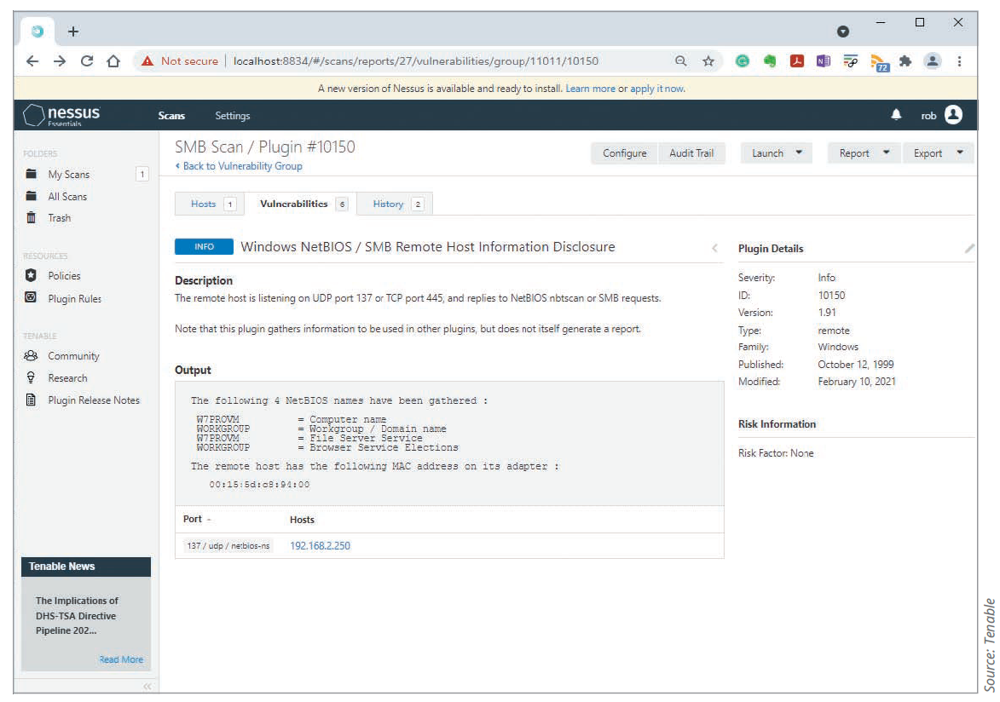 Not secure | localhost:8834/#/scans/reports/27/vulnerabilities/group/11011/10150
72
A new version of Nessus is available and ready to install. Learn more or apply it now.
nessus
Essentials
Scans
Settings
rob
FOLDERS
My Scans 1
All Scans
Trash
RESOURCES
Policies
Plugin Rules
TENABLE
Community
Research
Plugin Release Notes
Tenable News
The Implications of
DHS-TSA Directive
Pipeline 202...
Read More
SMB Scan / Plugin #10150
Back to Vulnerability Group
Configure Audit Trail Launch Report Export
Hosts 1 Vulnerabilities 6 History 2
INFO Windows NetBIOS / SMB Remote Host Information Disclosure
Description
The remote host is listening on UDP port 137 or TCP port 445, and replies to NetBIOS nbtscan or SMB requests.
Note that this plugin gathers information to be used in other plugins, but does not itself generate a report.
Output
The following 4 NetBIOS names have been gathered :
W7PROVM = Computer name
WORKGROUP = Workgroup / Domain name
W7PROVM = File Server Service
WORKGROUP = Browser Service Elections
The remote host has the following MAC address on its adapter :
00:15:5d:c8:94:00
Port Hosts
137 / udp / netbios-ns 192.168.2.250
Plugin Details
Severity: Info
ID: 10150
Version: 1.91
Type: remote
Family: Windows
Published: October 12, 1999
Modified: February 10, 2021
Risk Information
Risk Factor: None
Source: Tenable